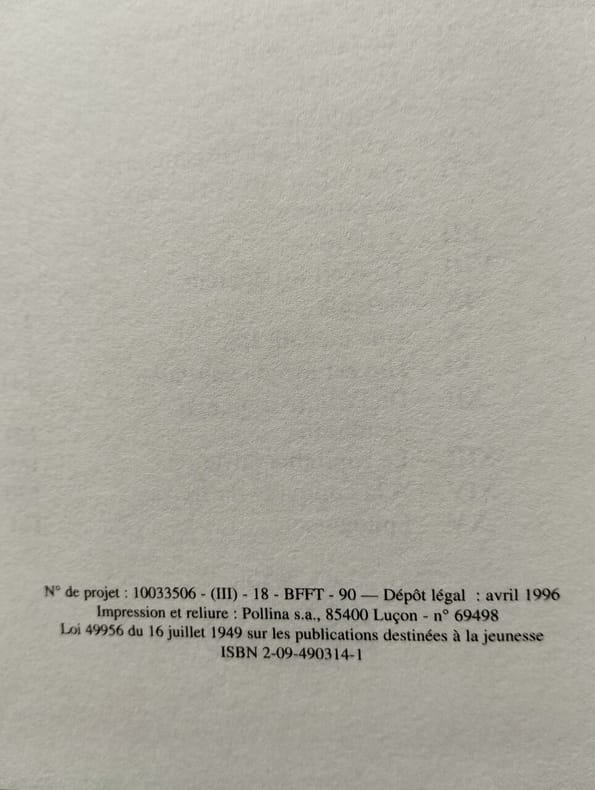 N° de projet : 10033506 - (III) - 18 - BFFT - 90 — Dépôt légal : avril 1996
Impression et reliure : Pollina s.a., 85400 Luçon - n° 69498
Loi 49956 du 16 juillet 1949 sur les publications destinées à la jeunesse
ISBN 2-09-490314-1